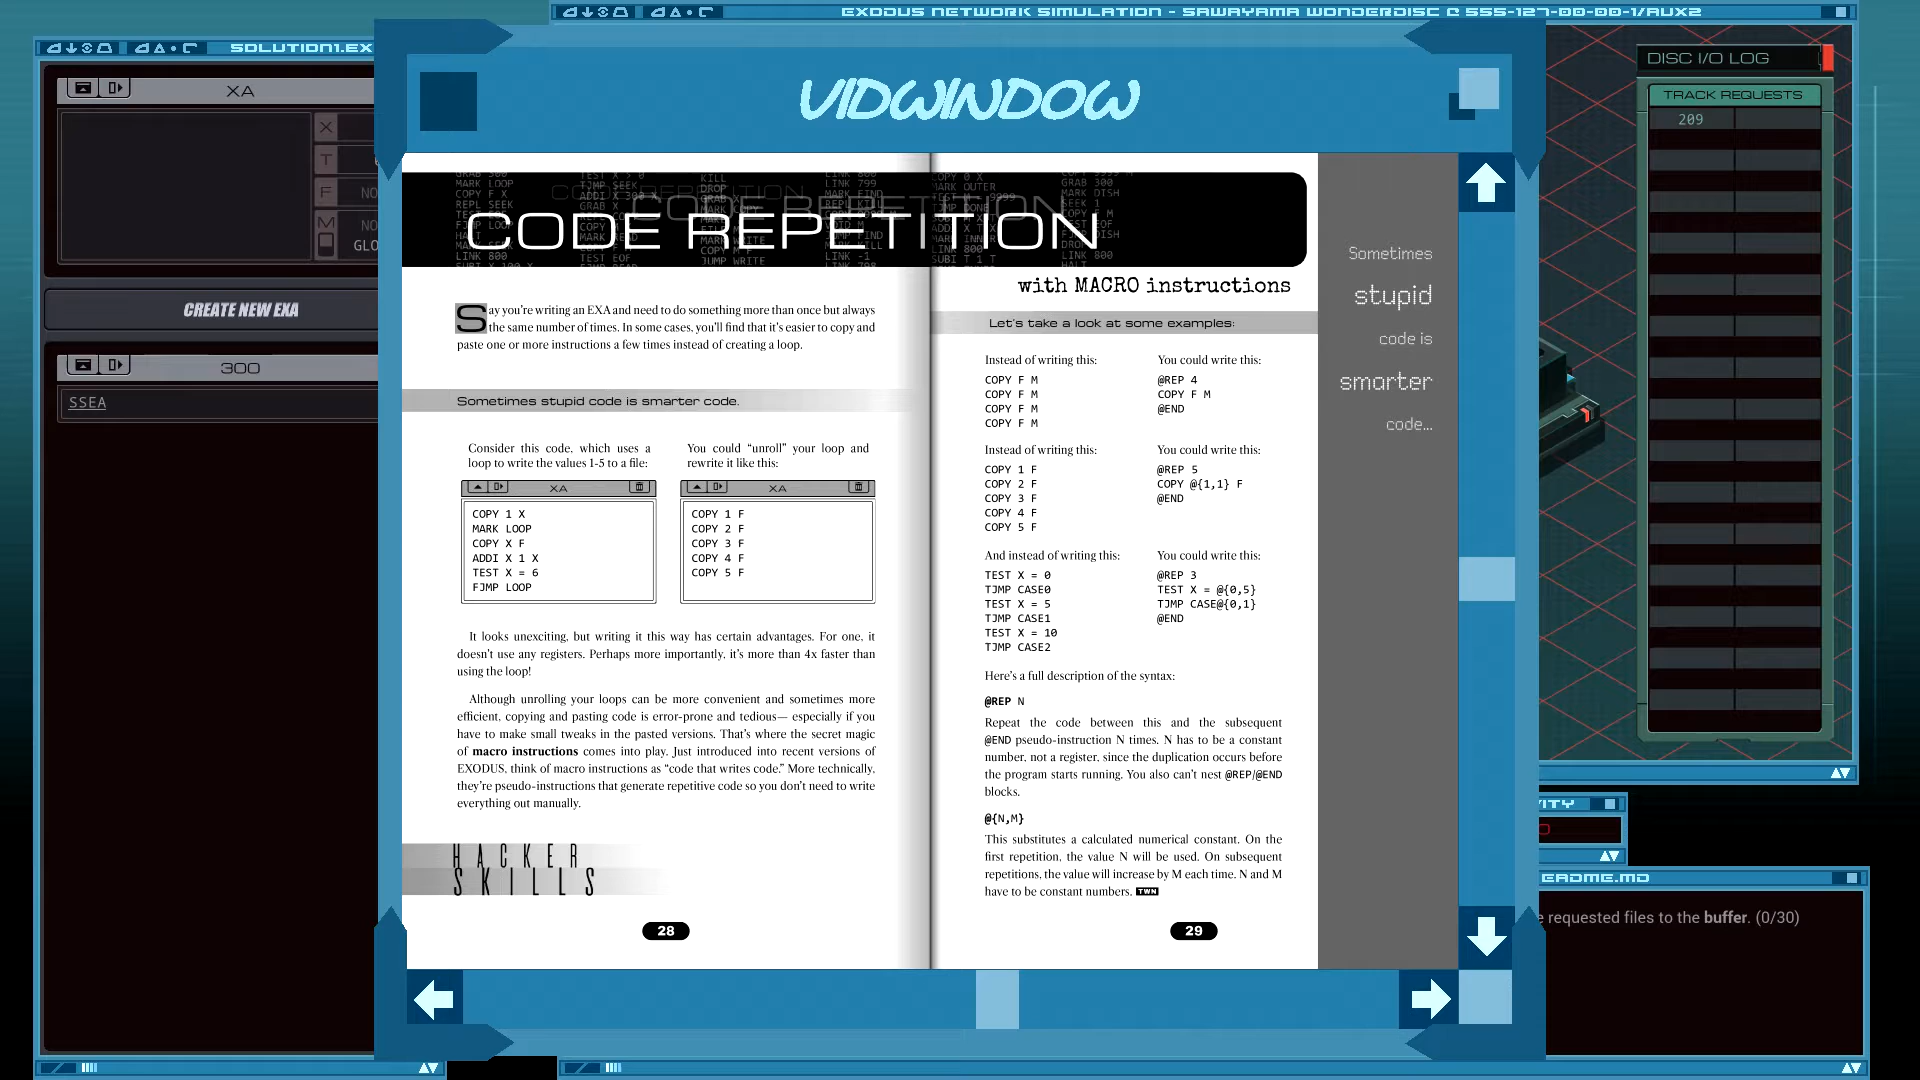 EXODUS NETWORK SIMULATION - SAWAYAMA WONDERDISC @ 555-127-00-00-1/AUX2
SOLUTION1.EX
VIDWINDOW
XA
X
T
F
NO
M
NO
GLO
CREATE NEW EXA
300
SSEA
CODE REPETITION
Say you're writing an EXA and need to do something more than once but always
the same number of times. In some cases, you'll find that it's easier to copy and
paste one or more instructions a few times instead of creating a loop.
Sometimes stupid code is smarter code.
Consider this code, which uses a
loop to write the values 1-5 to a file:
XA
COPY 1 X
MARK LOOP
COPY X F
ADDI X 1 X
TEST X = 6
FJMP LOOP
You could “unroll” your loop and
rewrite it like this:
XA
COPY 1 F
COPY 2 F
COPY 3 F
COPY 4 F
COPY 5 F
It looks unexciting, but writing it this way has certain advantages. For one, it
doesn't use any registers. Perhaps more importantly, it's more than 4x faster than
using the loop!
Although unrolling your loops can be more convenient and sometimes more
efficient, copying and pasting code is error-prone and tedious— especially if you
have to make small tweaks in the pasted versions. That's where the secret magic
of macro instructions comes into play. Just introduced into recent versions of
EXODUS, think of macro instructions as “code that writes code.” More technically,
they're pseudo-instructions that generate repetitive code so you don't need to write
everything out manually.
HACKER
SKILLS
28
with MACRO instructions
Let's take a look at some examples:
Instead of writing this:
COPY F M
COPY F M
COPY F M
COPY F M
You could write this:
@REP 4
COPY F M
@END
Instead of writing this:
COPY 1 F
COPY 2 F
COPY 3 F
COPY 4 F
COPY 5 F
You could write this:
@REP 5
COPY @{1,1} F
@END
And instead of writing this:
TEST X = 0
TJMP CASE0
TEST X = 5
TJMP CASE1
TEST X = 10
TJMP CASE2
You could write this:
@REP 3
TEST X = @{0,5}
TJMP CASE@{0,1}
@END
Here's a full description of the syntax:
@REP N
Repeat the code between this and the subsequent
@END pseudo-instruction N times. N has to be a constant
number, not a register, since the duplication occurs before
the program starts running. You also can't nest @REP/@END
blocks.
@{N,M}
This substitutes a calculated numerical constant. On the
first repetition, the value N will be used. On subsequent
repetitions, the value will increase by M each time. N and M
have to be constant numbers. TWN
29
Sometimes
stupid
code is
smarter
code...
DISC I/O LOG
TRACK REQUESTS
209
VITY
EADME.MD
e requested files to the buffer. (0/30)